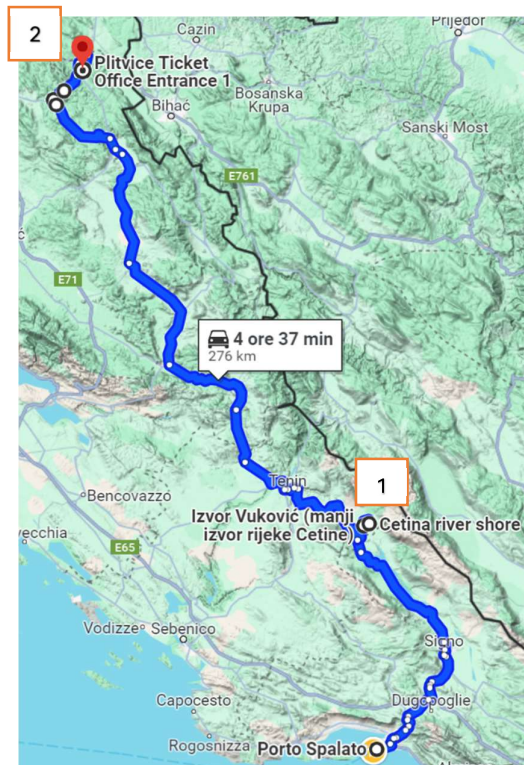 2
Cazin
Prijedor
Plitvice Ticket
Office Entrance 1
Bihać
Bosanska
Krupa
Sanski Most
E761
E71
4 ore 37 min
276 km
1
Tenin
Bencovazzo
Izvor Vuković (manji
izvor rijeke Cetine)
Cetina river shore
vecchia
E65
Vodizze
Sebenico
Signo
Capocesto
Dugopoglie
Rogosnizza
Porto Spalato